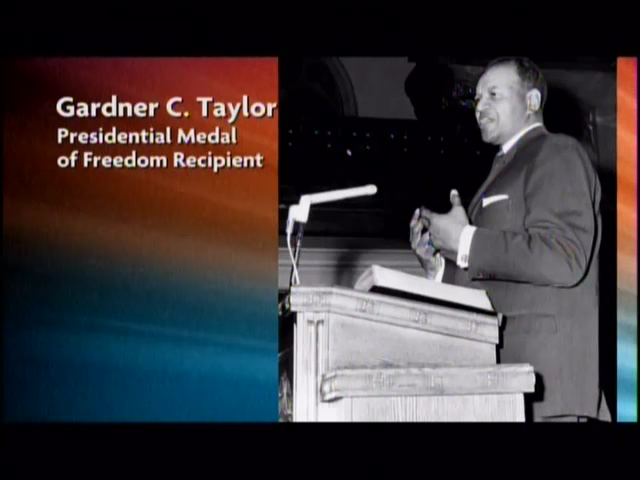 Gardner C. Taylor
Presidential Medal
of Freedom Recipient